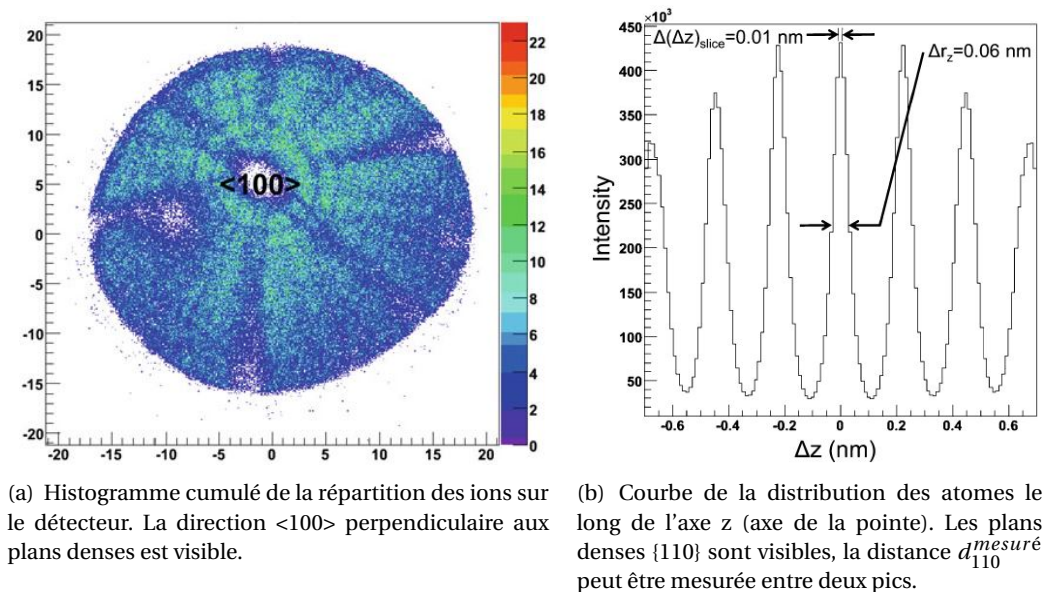 20
15
10
5
0
-5
-10
-15
-20
-20 -15 -10 -5 0 5 10 15 20
<100>
22
20
18
16
14
12
10
8
6
4
2
0
×10³
450
400
350
300
250
200
150
100
50
Intensity
Δ(Δz)slice=0.01 nm
Δrz=0.06 nm
-0.6 -0.4 -0.2 0 0.2 0.4 0.6
Δz (nm)
(a) Histogramme cumulé de la répartition des ions sur
le détecteur. La direction <100> perpendiculaire aux
plans denses est visible.
(b) Courbe de la distribution des atomes le
long de l'axe z (axe de la pointe). Les plans
denses {110} sont visibles, la distance d110mesuré
peut être mesurée entre deux pics.